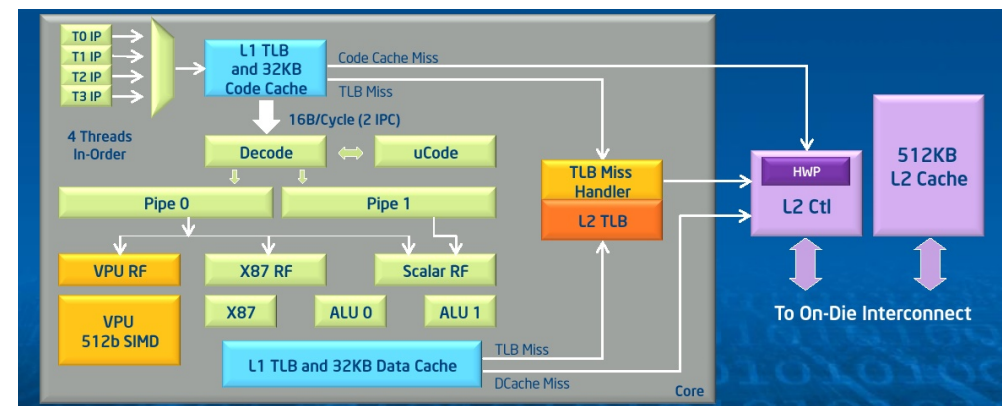 T0 IP
T1 IP
T2 IP
T3 IP
4 Threads
In-Order
L1 TLB
and 32KB
Code Cache
Code Cache Miss
TLB Miss
16B/Cycle (2 IPC)
Decode
uCode
Pipe 0
Pipe 1
VPU RF
X87 RF
Scalar RF
VPU
512b SIMD
X87
ALU 0
ALU 1
L1 TLB and 32KB Data Cache
TLB Miss
DCache Miss
TLB Miss
Handler
L2 TLB
Core
HWP
L2 Ctl
512KB
L2 Cache
To On-Die Interconnect